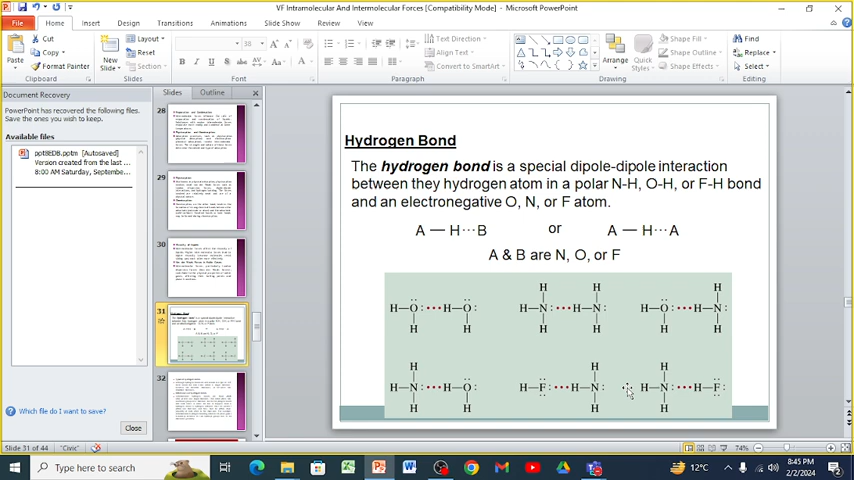 VF Intramolecular And Intermolecular Forces [Compatibility Mode] - Microsoft PowerPoint
File Home Insert Design Transitions Animations Slide Show Review View
Cut
Copy
Format Painter
Paste
Clipboard
New Slide
Layout
Reset
Section
Slides
38
B I U S abc AV Aa A
Font
Paragraph
Text Direction
Align Text
Convert to SmartArt
Arrange
Quick Styles
Shape Fill
Shape Outline
Shape Effects
Drawing
Find
Replace
Select
Editing
Document Recovery
PowerPoint has recovered the following files.
Save the ones you wish to keep.
Available files
ppt8EDB.pptm [Autosaved]
Version created from the last ...
8:00 AM Saturday, Septembe...
Which file do I want to save?
Close
Slides Outline
28
29
30
31
32
Hydrogen Bond
The hydrogen bond is a special dipole-dipole interaction
between they hydrogen atom in a polar N-H, O-H, or F-H bond
and an electronegative O, N, or F atom.
A — H ··· B or A — H ··· A
A & B are N, O, or F
H H H
H—O: ••• H—O: H—N: ••• H—N: H—O: ••• H—N:
H H H H H H
H H H
H—N: ••• H—O: H—F: ••• H—N: H—N: ••• H—F:
H H H H
Slide 31 of 44 "Civic" 74%
Type here to search
12°C
8:45 PM
2/2/2024
2